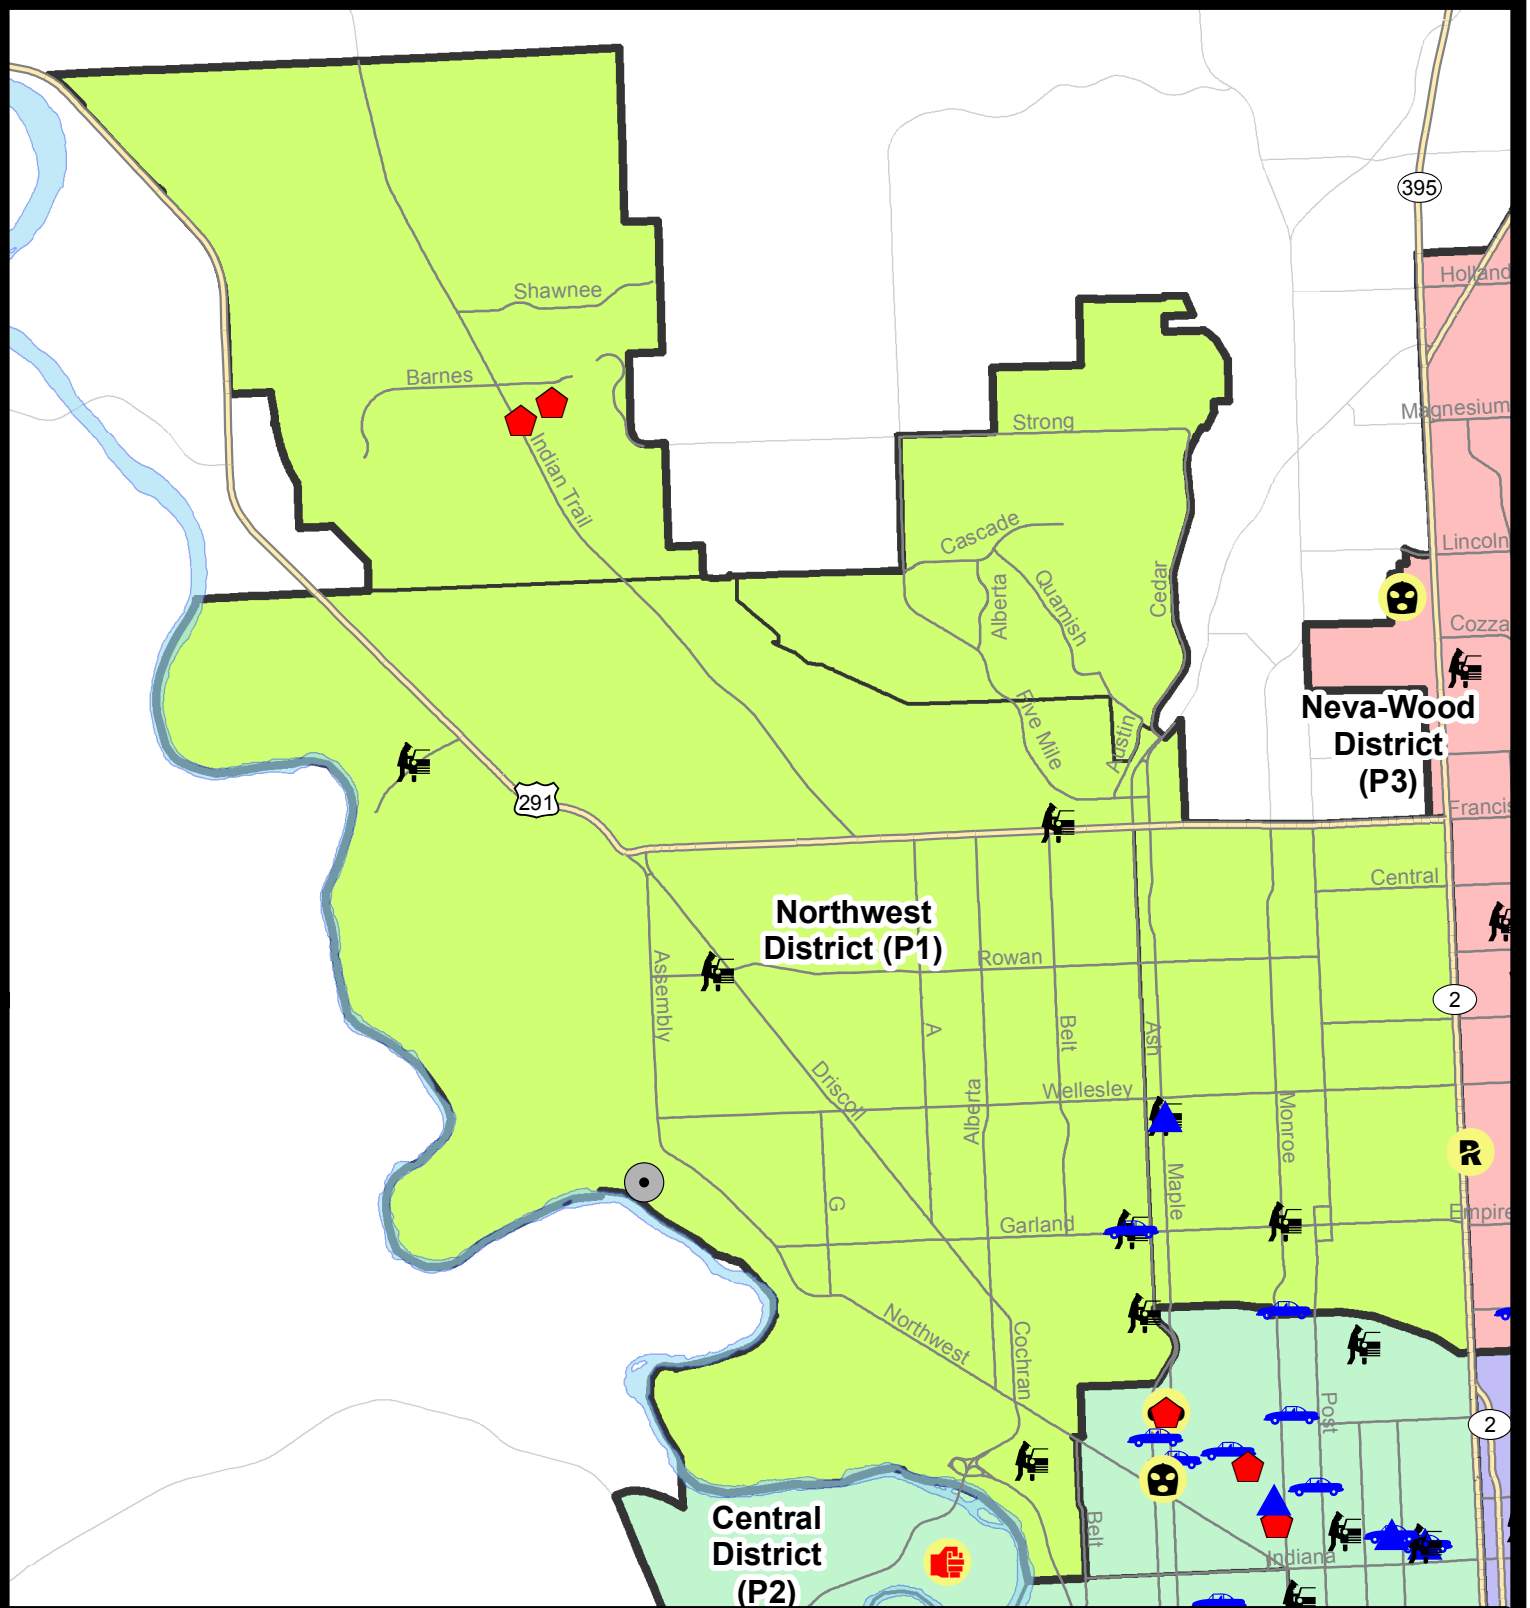 395
Holland
Shawnee
Barnes
Magnesium
Strong
Indian Trail
Cascade
Lincoln
Alberta
Quamish
Cedar
Cozza
Neva-Wood
District
(P3)
Five Mile
Austin
291
Francis
Central
Northwest
District (P1)
Rowan
Assembly
A
Belt
Ash
2
Driscoll
Wellesley
Alberta
Monroe
Maple
G
Garland
Empire
Northwest
Cochran
Post
2
R
Central
District
(P2)
Belt
Indiana